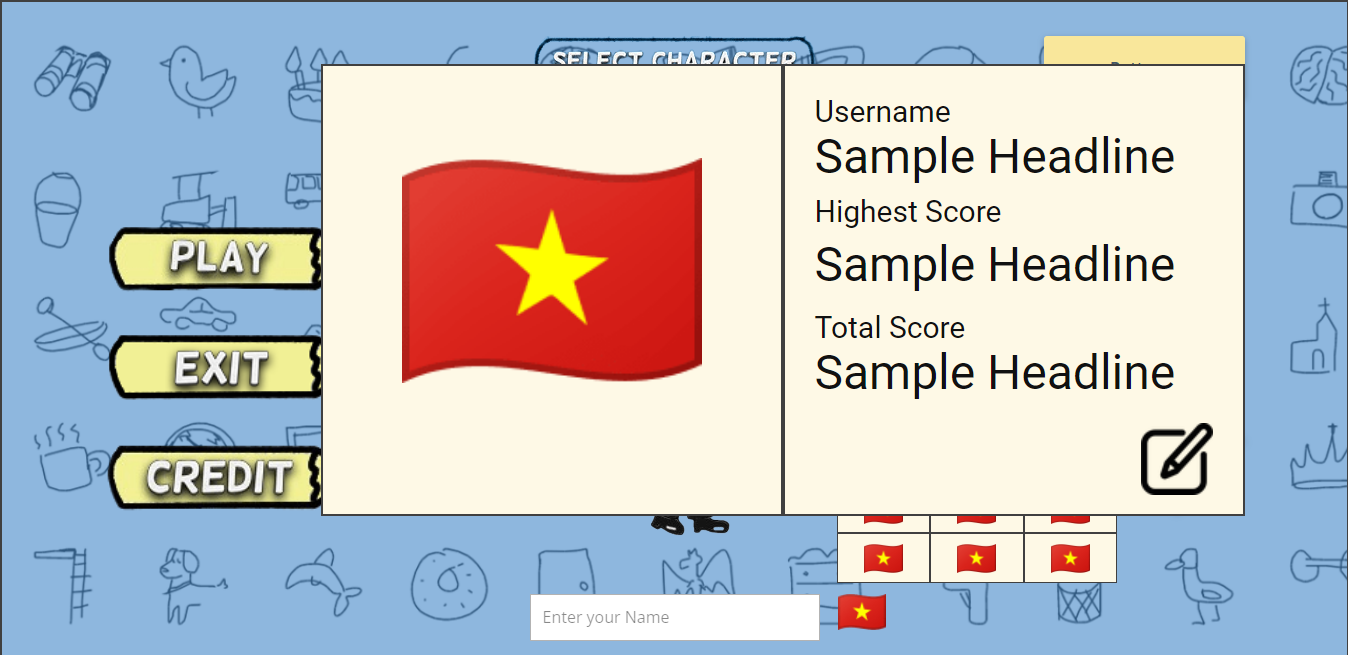 SELECT CHARACTER
PLAY
EXIT
CREDIT
Username
Sample Headline
Highest Score
Sample Headline
Total Score
Sample Headline
Enter your Name